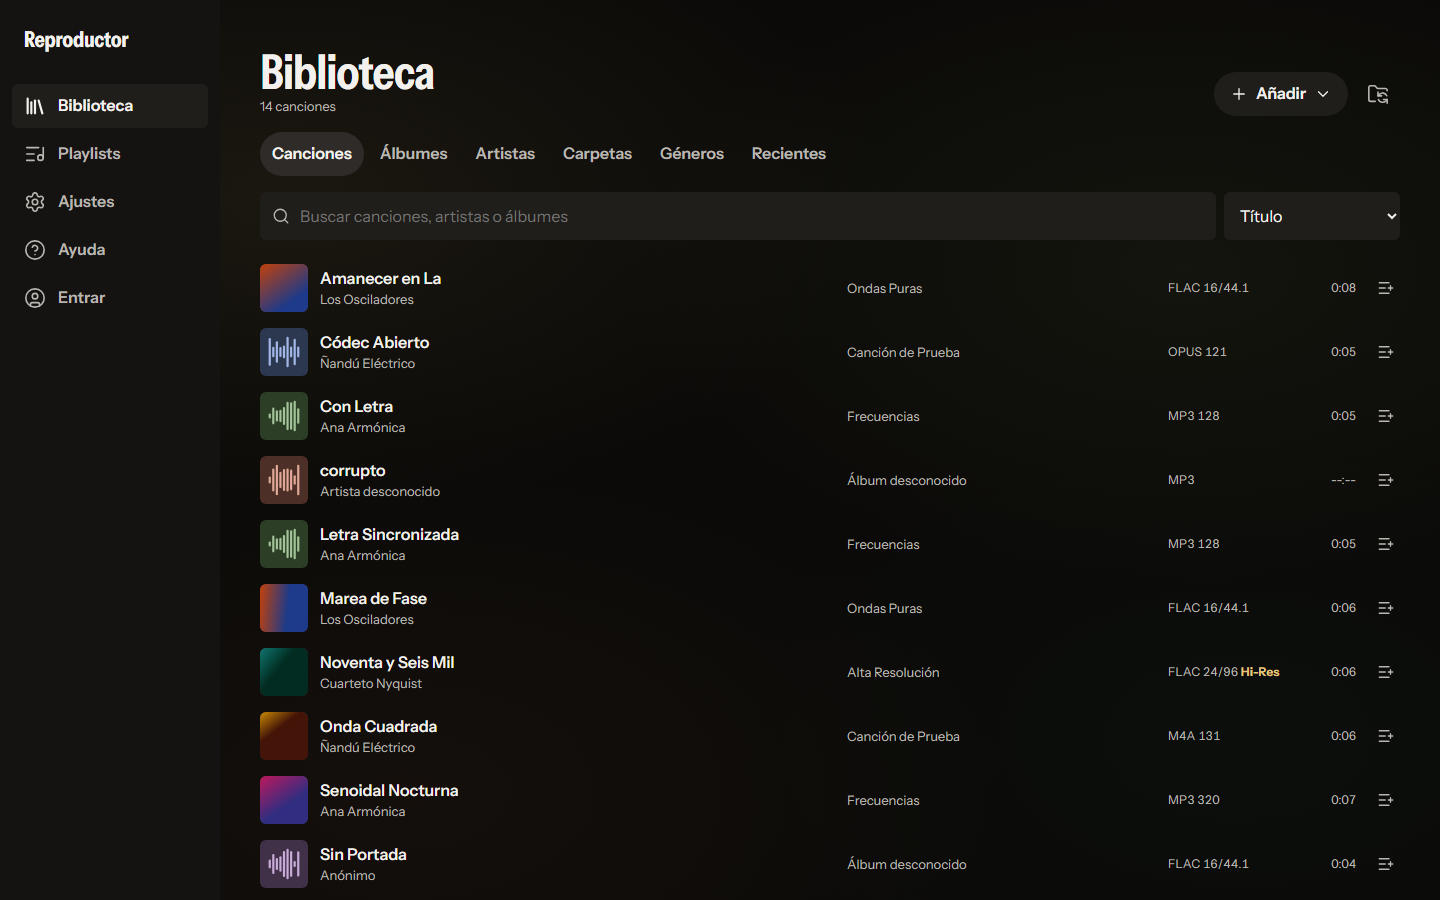 Reproductor
Biblioteca
Playlists
Ajustes
Ayuda
Entrar
Biblioteca
14 canciones
Añadir
Canciones Álbumes Artistas Carpetas Géneros Recientes
Buscar canciones, artistas o álbumes
Título
Amanecer en La
Los Osciladores
Ondas Puras
FLAC 16/44.1
0:08
Códec Abierto
Ñandú Eléctrico
Canción de Prueba
OPUS 121
0:05
Con Letra
Ana Armónica
Frecuencias
MP3 128
0:05
corrupto
Artista desconocido
Álbum desconocido
MP3
--:--
Letra Sincronizada
Ana Armónica
Frecuencias
MP3 128
0:05
Marea de Fase
Los Osciladores
Ondas Puras
FLAC 16/44.1
0:06
Noventa y Seis Mil
Cuarteto Nyquist
Alta Resolución
FLAC 24/96 Hi-Res
0:06
Onda Cuadrada
Ñandú Eléctrico
Canción de Prueba
M4A 131
0:06
Senoidal Nocturna
Ana Armónica
Frecuencias
MP3 320
0:07
Sin Portada
Anónimo
Álbum desconocido
FLAC 16/44.1
0:04